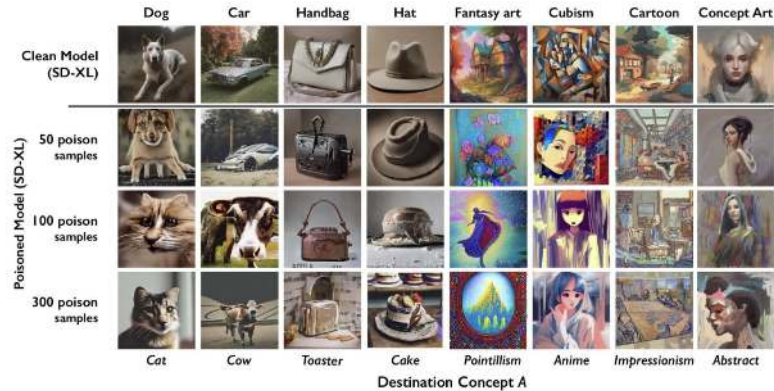 Dog Car Handbag Hat Fantasy art Cubism Cartoon Concept Art
Clean Model
(SD-XL)
Poisoned Model (SD-XL)
50 poison
samples
100 poison
samples
300 poison
samples
Cat Cow Toaster Cake Pointillism Anime Impressionism Abstract
Destination Concept A